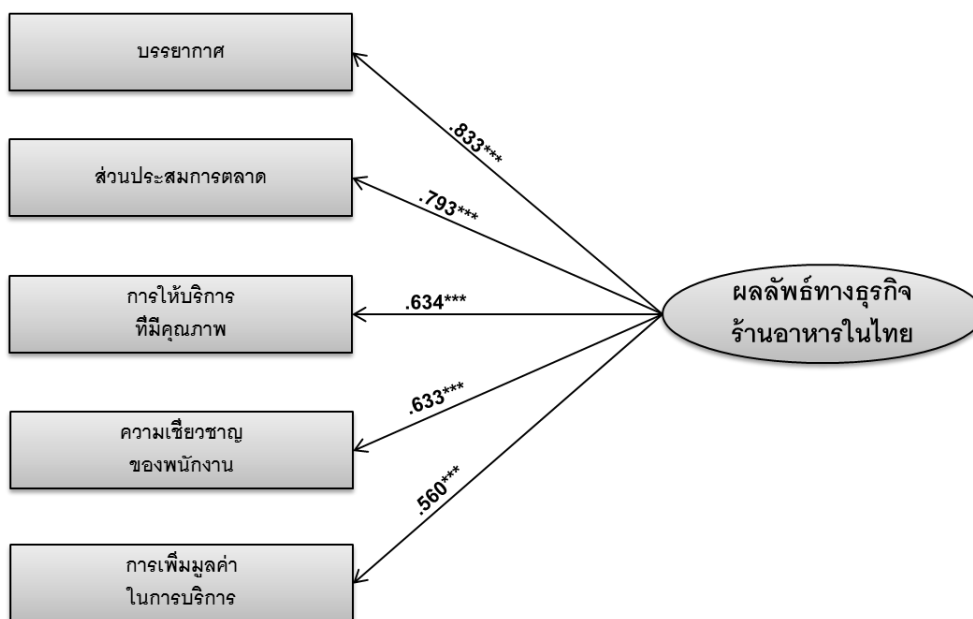 บรรยากาศ
.833***
ส่วนประสมการตลาด
.793***
การให้บริการ
ที่มีคุณภาพ
.634***
ผลลัพธ์ทางธุรกิจ
ร้านอาหารในไทย
ความเชี่ยวชาญ
ของพนักงาน
.633***
.560***
การเพิ่มมูลค่า
ในการบริการ